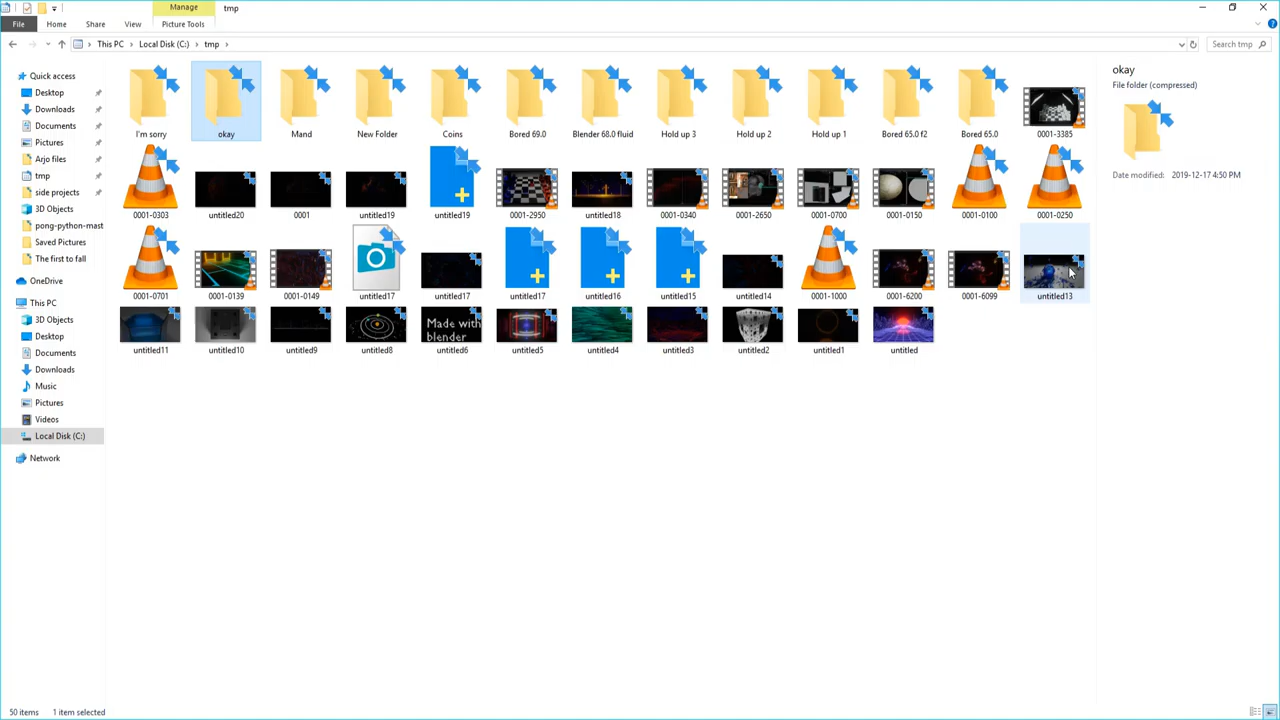 Manage
tmp
File
Home
Share
View
Picture Tools
This PC
Local Disk (C:)
tmp
Search tmp
Quick access
Desktop
Downloads
Documents
Pictures
Arjo files
tmp
side projects
3D Objects
pong-python-mast
Saved Pictures
The first to fall
OneDrive
This PC
3D Objects
Desktop
Documents
Downloads
Music
Pictures
Videos
Local Disk (C:)
Network
I'm sorry
okay
Mand
New Folder
Coins
Bored 69.0
Blender 68.0 fluid
Hold up 3
Hold up 2
Hold up 1
Bored 65.0 f2
Bored 65.0
0001-3385
0001-0303
untitled20
0001
untitled19
untitled19
0001-2950
untitled18
0001-0340
0001-2650
0001-0700
0001-0150
0001-0100
0001-0250
0001-0701
0001-0139
0001-0149
untitled17
untitled17
untitled17
untitled16
untitled15
untitled14
0001-1000
0001-6200
0001-6099
untitled13
Made with
blender
untitled11
untitled10
untitled9
untitled8
untitled6
untitled5
untitled4
untitled3
untitled2
untitled1
untitled
okay
File folder (compressed)
Date modified: 2019-12-17 4:50 PM
50 items
1 item selected